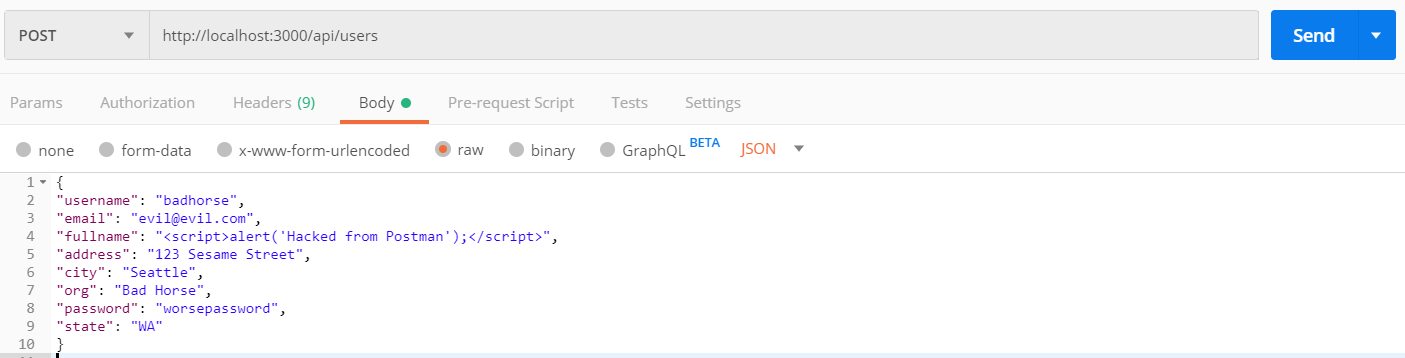 POST http://localhost:3000/api/users Send
Params Authorization Headers (9) Body Pre-request Script Tests Settings
none form-data x-www-form-urlencoded raw binary GraphQL BETA JSON
1 {
2 "username": "badhorse",
3 "email": "evil@evil.com",
4 "fullname": "<script>alert('Hacked from Postman');</script>",
5 "address": "123 Sesame Street",
6 "city": "Seattle",
7 "org": "Bad Horse",
8 "password": "worsepassword",
9 "state": "WA"
10 }